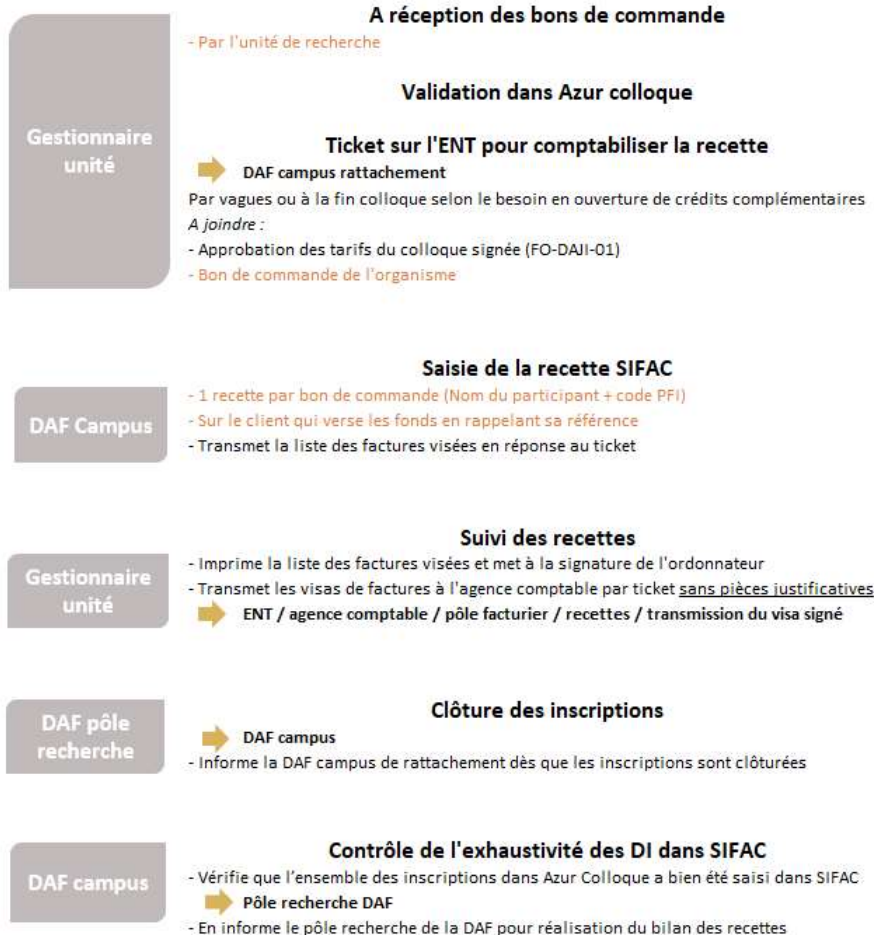 A réception des bons de commande
- Par l'unité de recherche
Validation dans Azur colloque
Gestionnaire
unité
Ticket sur l'ENT pour comptabiliser la recette
DAF campus rattachement
Par vagues ou à la fin colloque selon le besoin en ouverture de crédits complémentaires
A joindre :
- Approbation des tarifs du colloque signée (FO-DAJI-01)
- Bon de commande de l'organisme
Saisie de la recette SIFAC
DAF Campus
- 1 recette par bon de commande (Nom du participant + code PFI)
- Sur le client qui verse les fonds en rappelant sa référence
- Transmet la liste des factures visées en réponse au ticket
Suivi des recettes
Gestionnaire
unité
- Imprime la liste des factures visées et met à la signature de l'ordonnateur
- Transmet les visas de factures à l'agence comptable par ticket sans pièces justificatives
ENT / agence comptable / pôle facturier / recettes / transmission du visa signé
DAF pôle
recherche
Clôture des inscriptions
DAF campus
- Informe la DAF campus de rattachement dès que les inscriptions sont clôturées
Contrôle de l'exhaustivité des DI dans SIFAC
DAF campus
- Vérifie que l'ensemble des inscriptions dans Azur Colloque a bien été saisi dans SIFAC
Pôle recherche DAF
- En informe le pôle recherche de la DAF pour réalisation du bilan des recettes